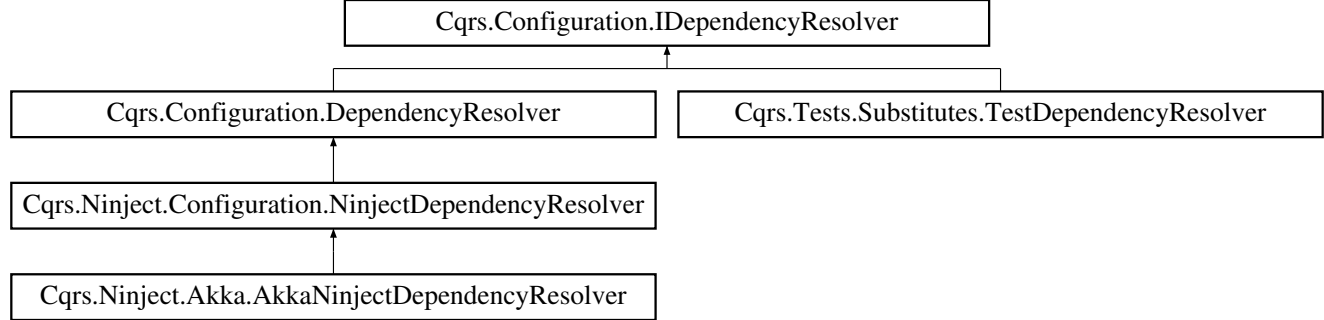 Cqrs.Configuration.IDependencyResolver
Cqrs.Configuration.DependencyResolver
Cqrs.Tests.Substitutes.TestDependencyResolver
Cqrs.Ninject.Configuration.NinjectDependencyResolver
Cqrs.Ninject.Akka.AkkaNinjectDependencyResolver